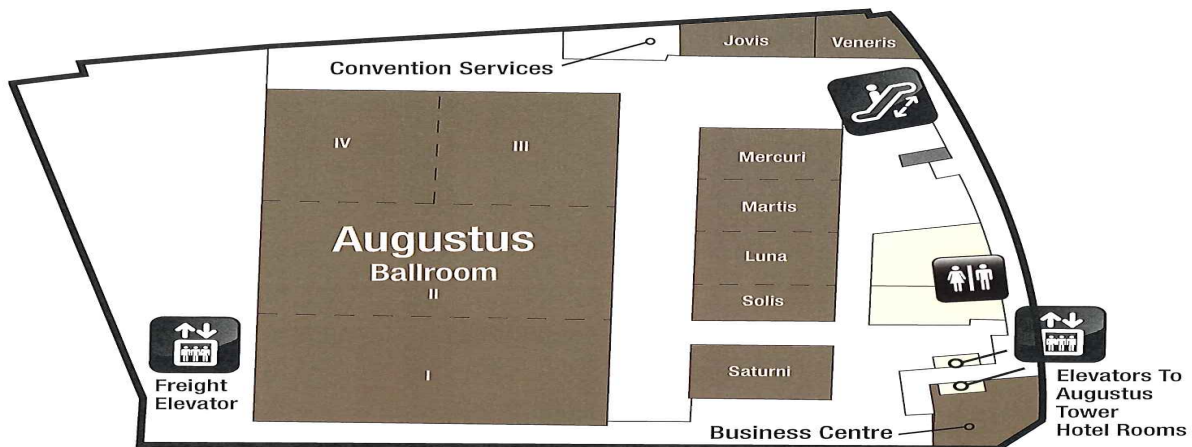 Jovis
Veneris
Convention Services
IV
III
Mercuri
Martis
Augustus
Ballroom
Luna
II
Solis
Freight
Elevator
I
Saturni
Elevators To
Augustus
Tower
Hotel Rooms
Business Centre